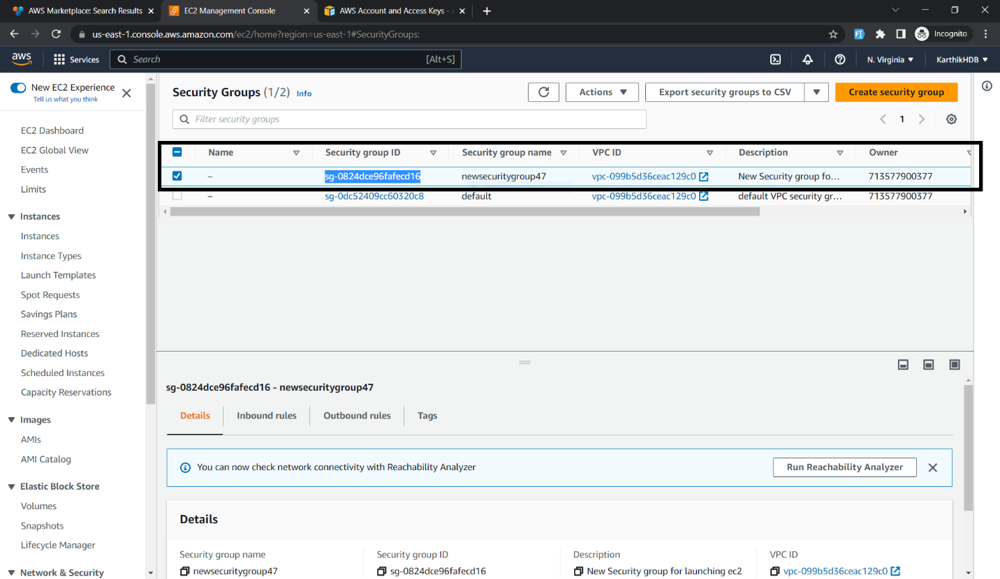 AWS Marketplace: Search Results
EC2 Management Console
AWS Account and Access Keys -
us-east-1.console.aws.amazon.com/ec2/home?region=us-east-1#SecurityGroups:
Incognito
aws
Services
Search
[Alt+S]
N. Virginia
KarthikHDB
New EC2 Experience
Tell us what you think
EC2 Dashboard
EC2 Global View
Events
Limits
Instances
Instances
Instance Types
Launch Templates
Spot Requests
Savings Plans
Reserved Instances
Dedicated Hosts
Scheduled Instances
Capacity Reservations
Images
AMIs
AMI Catalog
Elastic Block Store
Volumes
Snapshots
Lifecycle Manager
Network & Security
Security Groups (1/2) Info
Actions
Export security groups to CSV
Create security group
Filter security groups
1
Name Security group ID Security group name VPC ID Description Owner
– sg-0824dce96fafecd16 newsecuritygroup47 vpc-099b5d36ceac129c0 New Security group fo... 713577900377
– sg-0dc52409cc60320c8 default vpc-099b5d36ceac129c0 default VPC security gr... 713577900377
sg-0824dce96fafecd16 - newsecuritygroup47
Details Inbound rules Outbound rules Tags
You can now check network connectivity with Reachability Analyzer
Run Reachability Analyzer
Details
Security group name
newsecuritygroup47
Security group ID
sg-0824dce96fafecd16
Description
New Security group for launching ec2
VPC ID
vpc-099b5d36ceac129c0